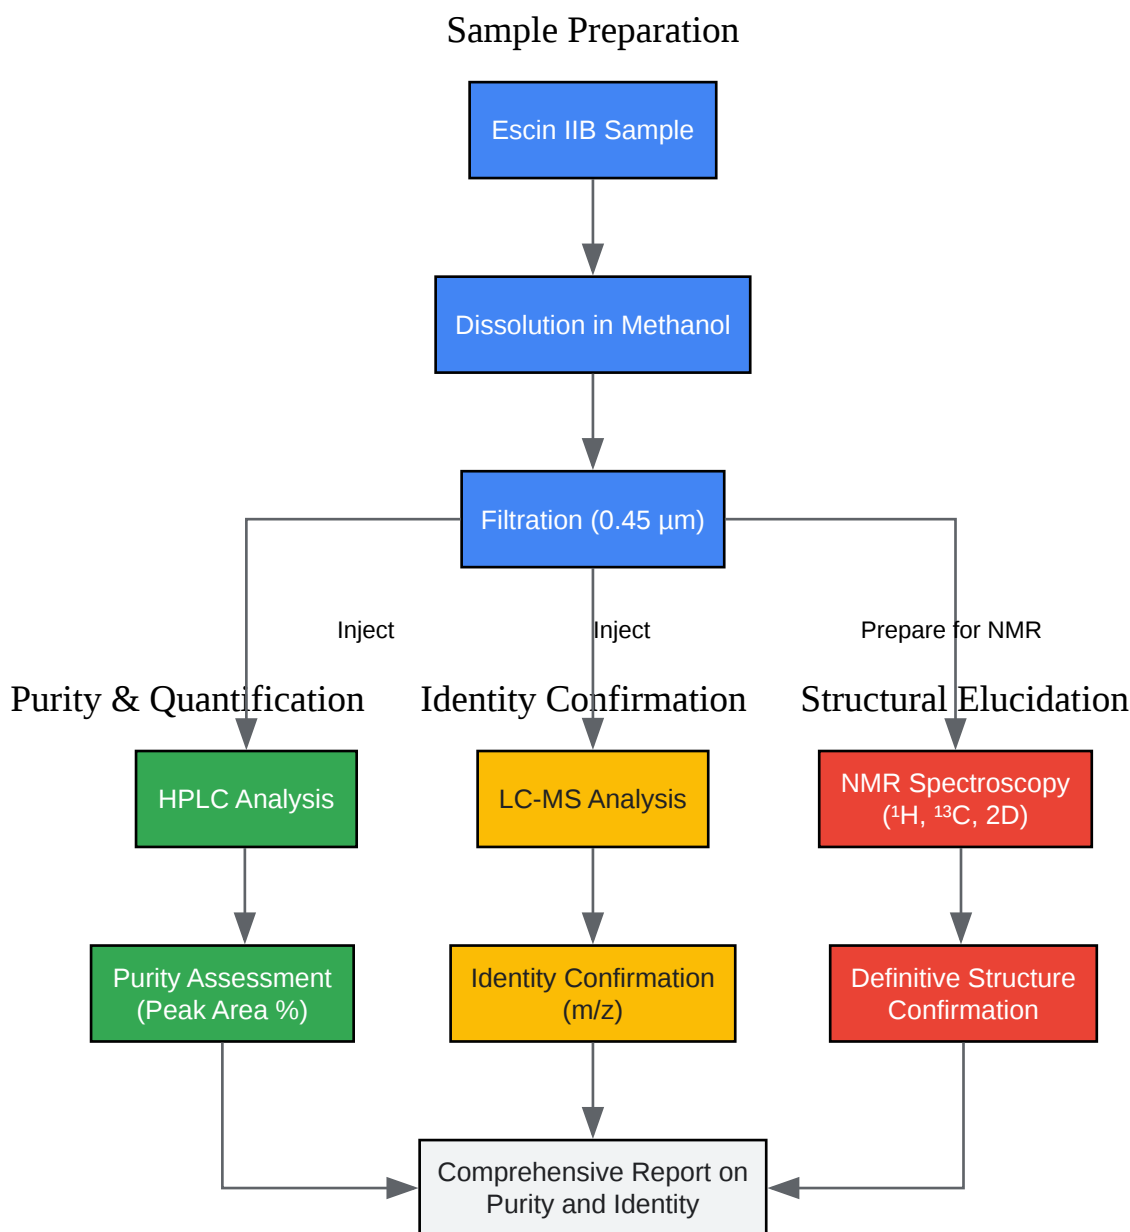 Sample Preparation
Escin IIB Sample
Dissolution in Methanol
Filtration (0.45 µm)
Inject
Inject
Prepare for NMR
Purity & Quantification
Identity Confirmation
Structural Elucidation
HPLC Analysis
LC-MS Analysis
NMR Spectroscopy
(¹H, ¹³C, 2D)
Purity Assessment
(Peak Area %)
Identity Confirmation
(m/z)
Definitive Structure
Confirmation
Comprehensive Report on
Purity and Identity